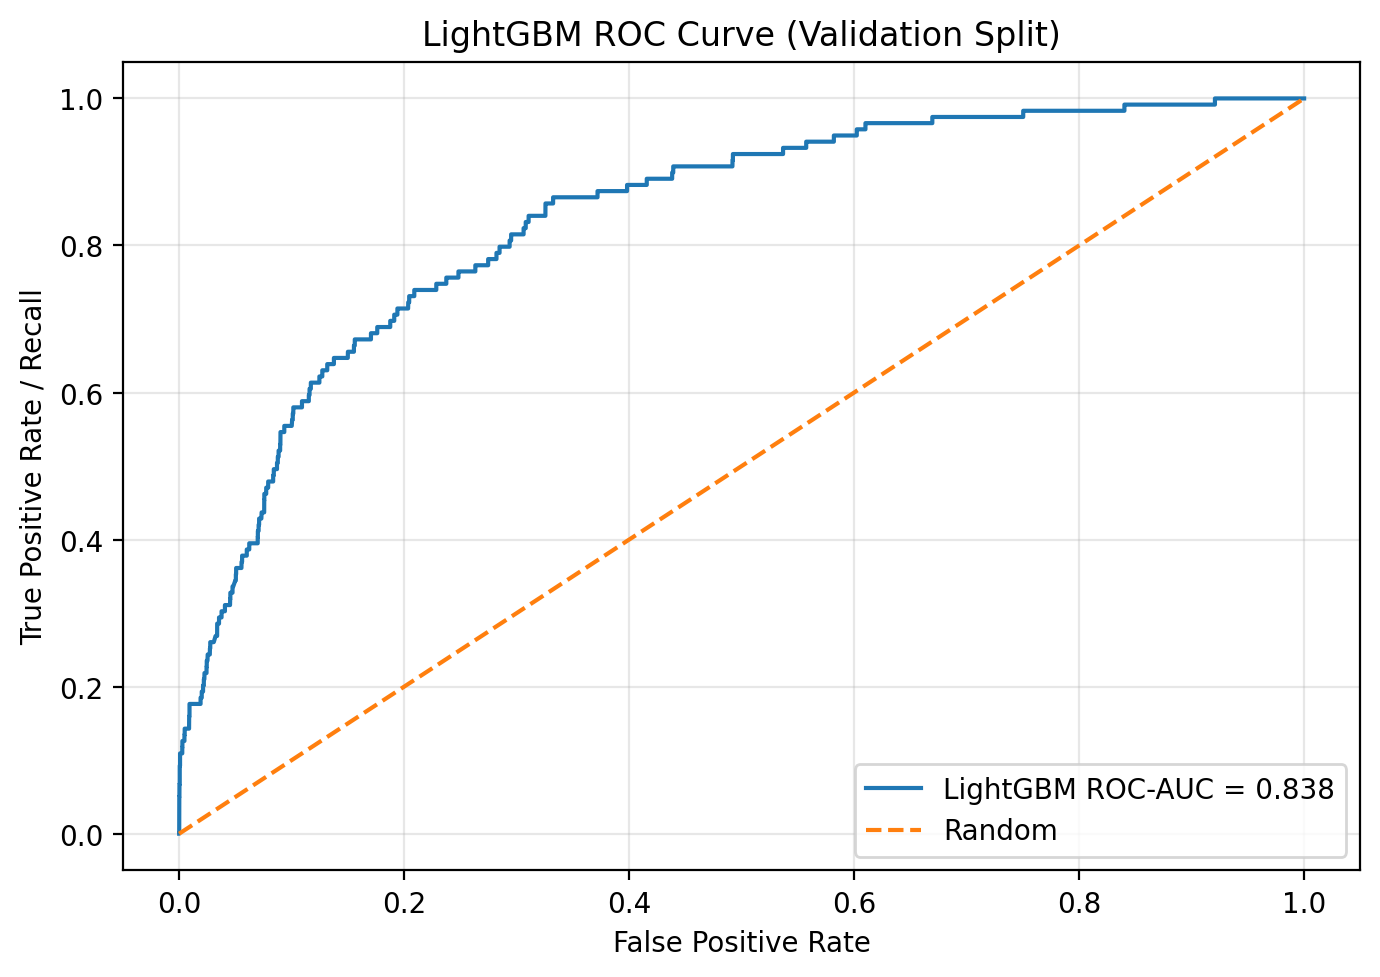 LightGBM ROC Curve (Validation Split)
True Positive Rate / Recall
1.0
0.8
0.6
0.4
0.2
0.0
LightGBM ROC-AUC = 0.838
Random
0.0 0.2 0.4 0.6 0.8 1.0
False Positive Rate